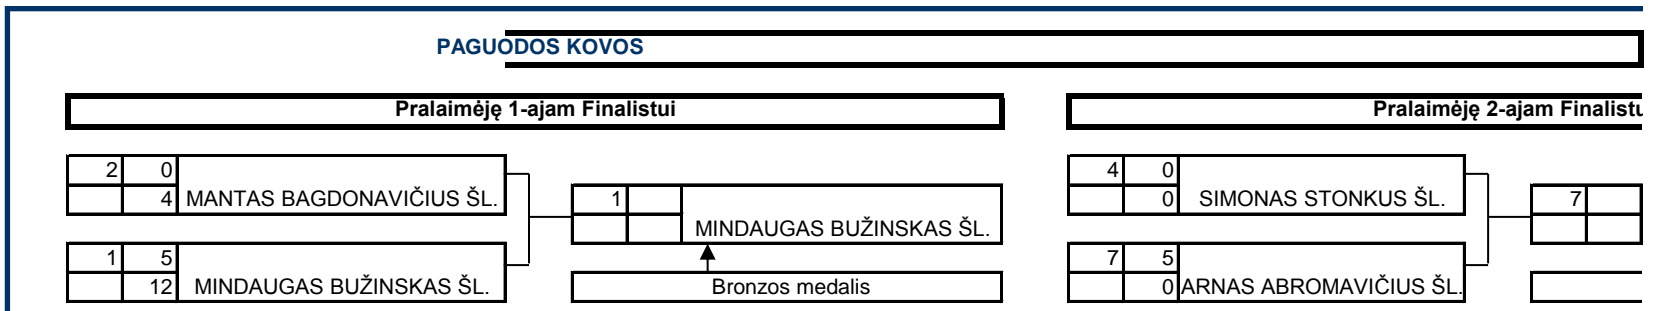 PAGUODOS KOVOS
Pralaimėję 1-ajam Finalistui
Pralaimėję 2-ajam Finalistu
2 0
4 MANTAS BAGDONAVIČIUS ŠL.
1
MINDAUGAS BUŽINSKAS ŠL.
1 5
12 MINDAUGAS BUŽINSKAS ŠL.
Bronzos medalis
4 0
0 SIMONAS STONKUS ŠL.
7
7 5
0 ARNAS ABROMAVIČIUS ŠL.